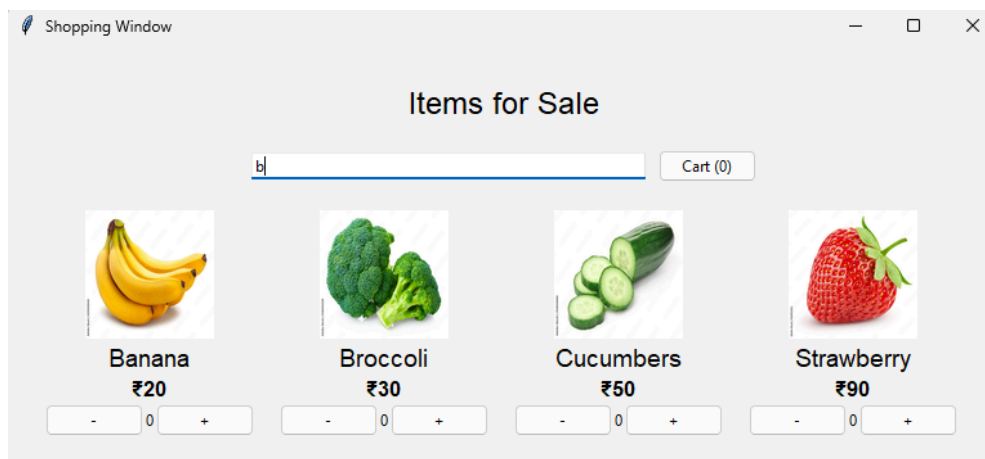 Shopping Window
Items for Sale
b
Cart (0)
Banana Broccoli Cucumbers Strawberry
₹20 ₹30 ₹50 ₹90
- 0 + - 0 + - 0 + - 0 +